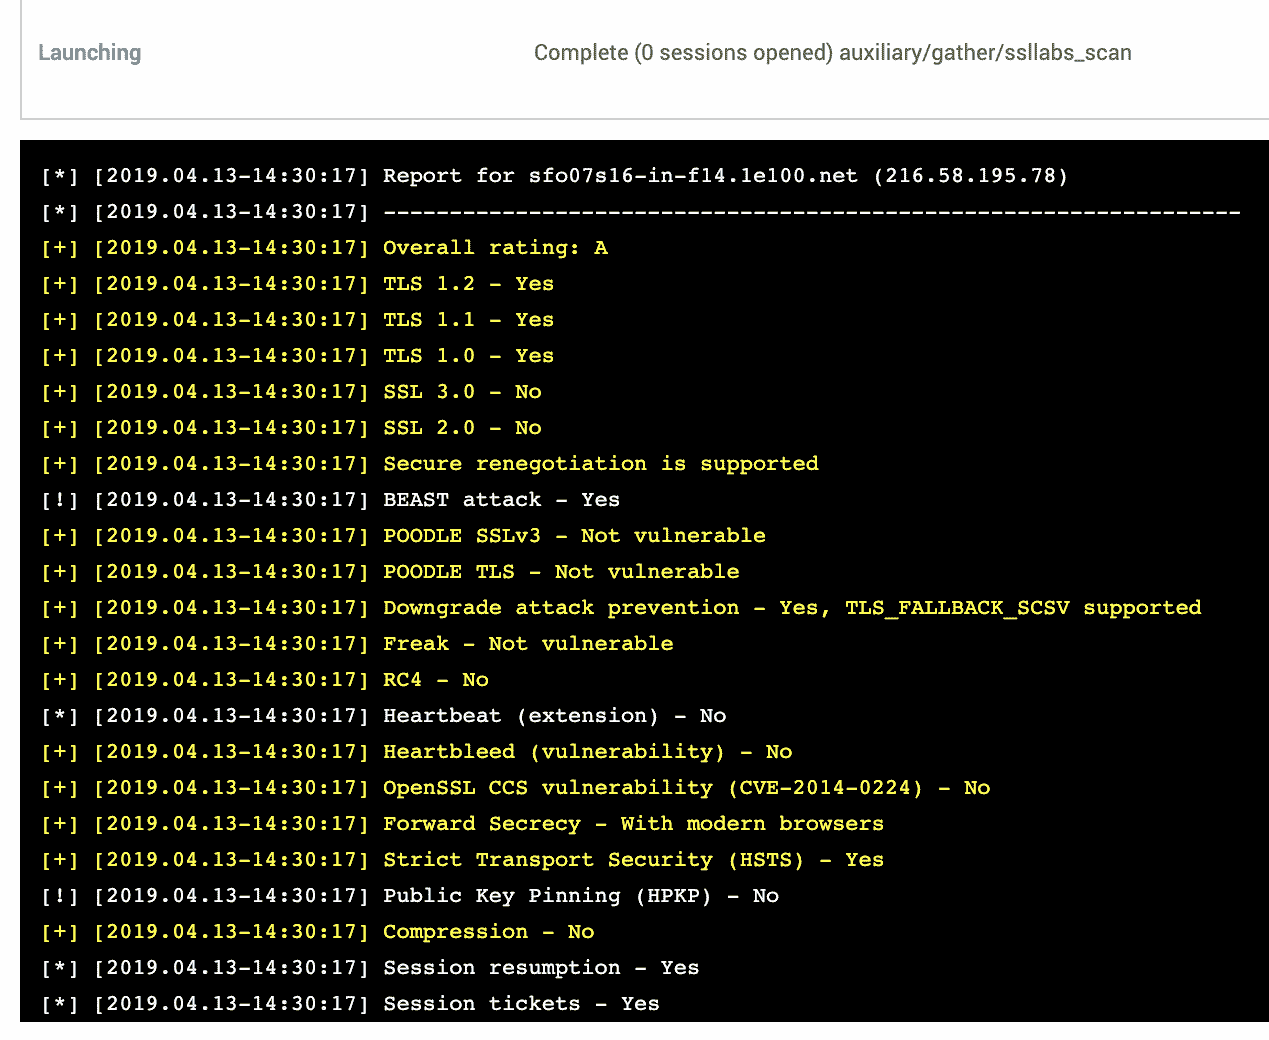 Launching
Complete (0 sessions opened) auxiliary/gather/ssllabs_scan
[*] [2019.04.13-14:30:17] Report for sfo07s16-in-f14.1e100.net (216.58.195.78)
[*] [2019.04.13-14:30:17] -----------------------------------------------------------------
[+] [2019.04.13-14:30:17] Overall rating: A
[+] [2019.04.13-14:30:17] TLS 1.2 - Yes
[+] [2019.04.13-14:30:17] TLS 1.1 - Yes
[+] [2019.04.13-14:30:17] TLS 1.0 - Yes
[+] [2019.04.13-14:30:17] SSL 3.0 - No
[+] [2019.04.13-14:30:17] SSL 2.0 - No
[+] [2019.04.13-14:30:17] Secure renegotiation is supported
[!] [2019.04.13-14:30:17] BEAST attack - Yes
[+] [2019.04.13-14:30:17] POODLE SSLv3 - Not vulnerable
[+] [2019.04.13-14:30:17] POODLE TLS - Not vulnerable
[+] [2019.04.13-14:30:17] Downgrade attack prevention - Yes, TLS_FALLBACK_SCSV supported
[+] [2019.04.13-14:30:17] Freak - Not vulnerable
[+] [2019.04.13-14:30:17] RC4 - No
[*] [2019.04.13-14:30:17] Heartbeat (extension) - No
[+] [2019.04.13-14:30:17] Heartbleed (vulnerability) - No
[+] [2019.04.13-14:30:17] OpenSSL CCS vulnerability (CVE-2014-0224) - No
[+] [2019.04.13-14:30:17] Forward Secrecy - With modern browsers
[+] [2019.04.13-14:30:17] Strict Transport Security (HSTS) - Yes
[!] [2019.04.13-14:30:17] Public Key Pinning (HPKP) - No
[+] [2019.04.13-14:30:17] Compression - No
[*] [2019.04.13-14:30:17] Session resumption - Yes
[*] [2019.04.13-14:30:17] Session tickets - Yes